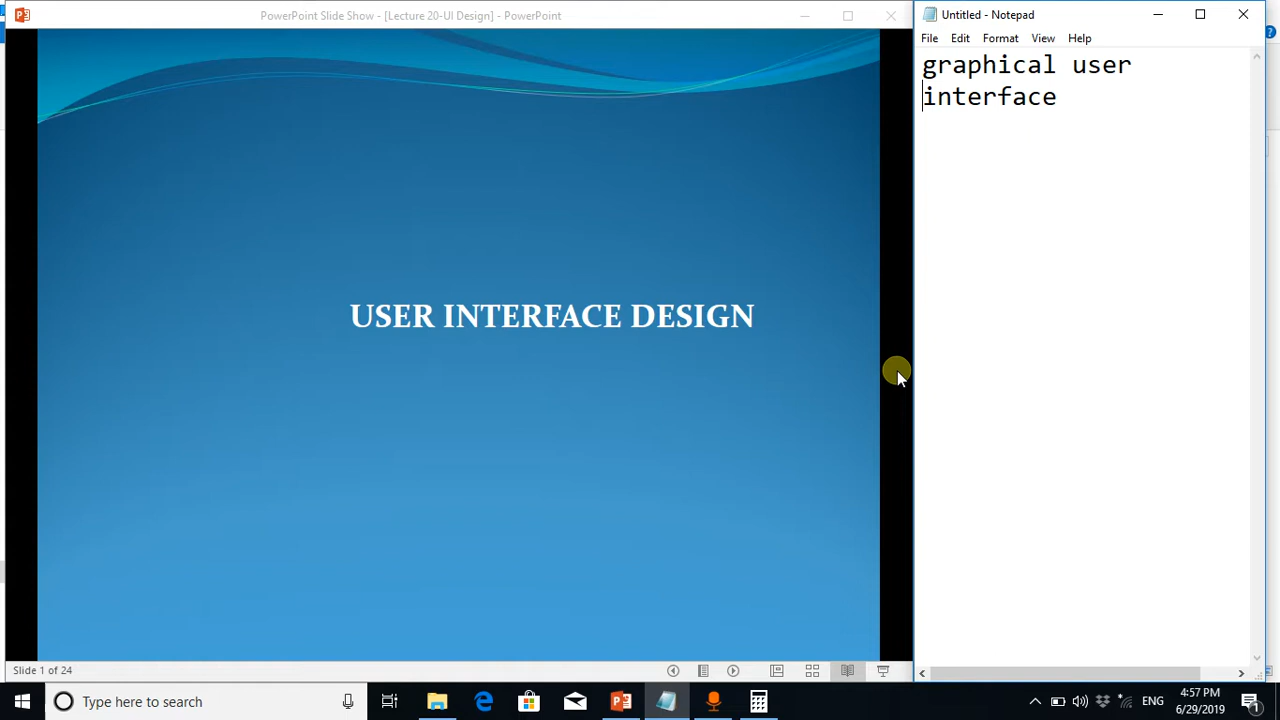 PowerPoint Slide Show - [Lecture 20-UI Design] - PowerPoint
Untitled - Notepad
File Edit Format View Help
graphical user
interface
USER INTERFACE DESIGN
Slide 1 of 24
Type here to search
ENG
4:57 PM
6/29/2019